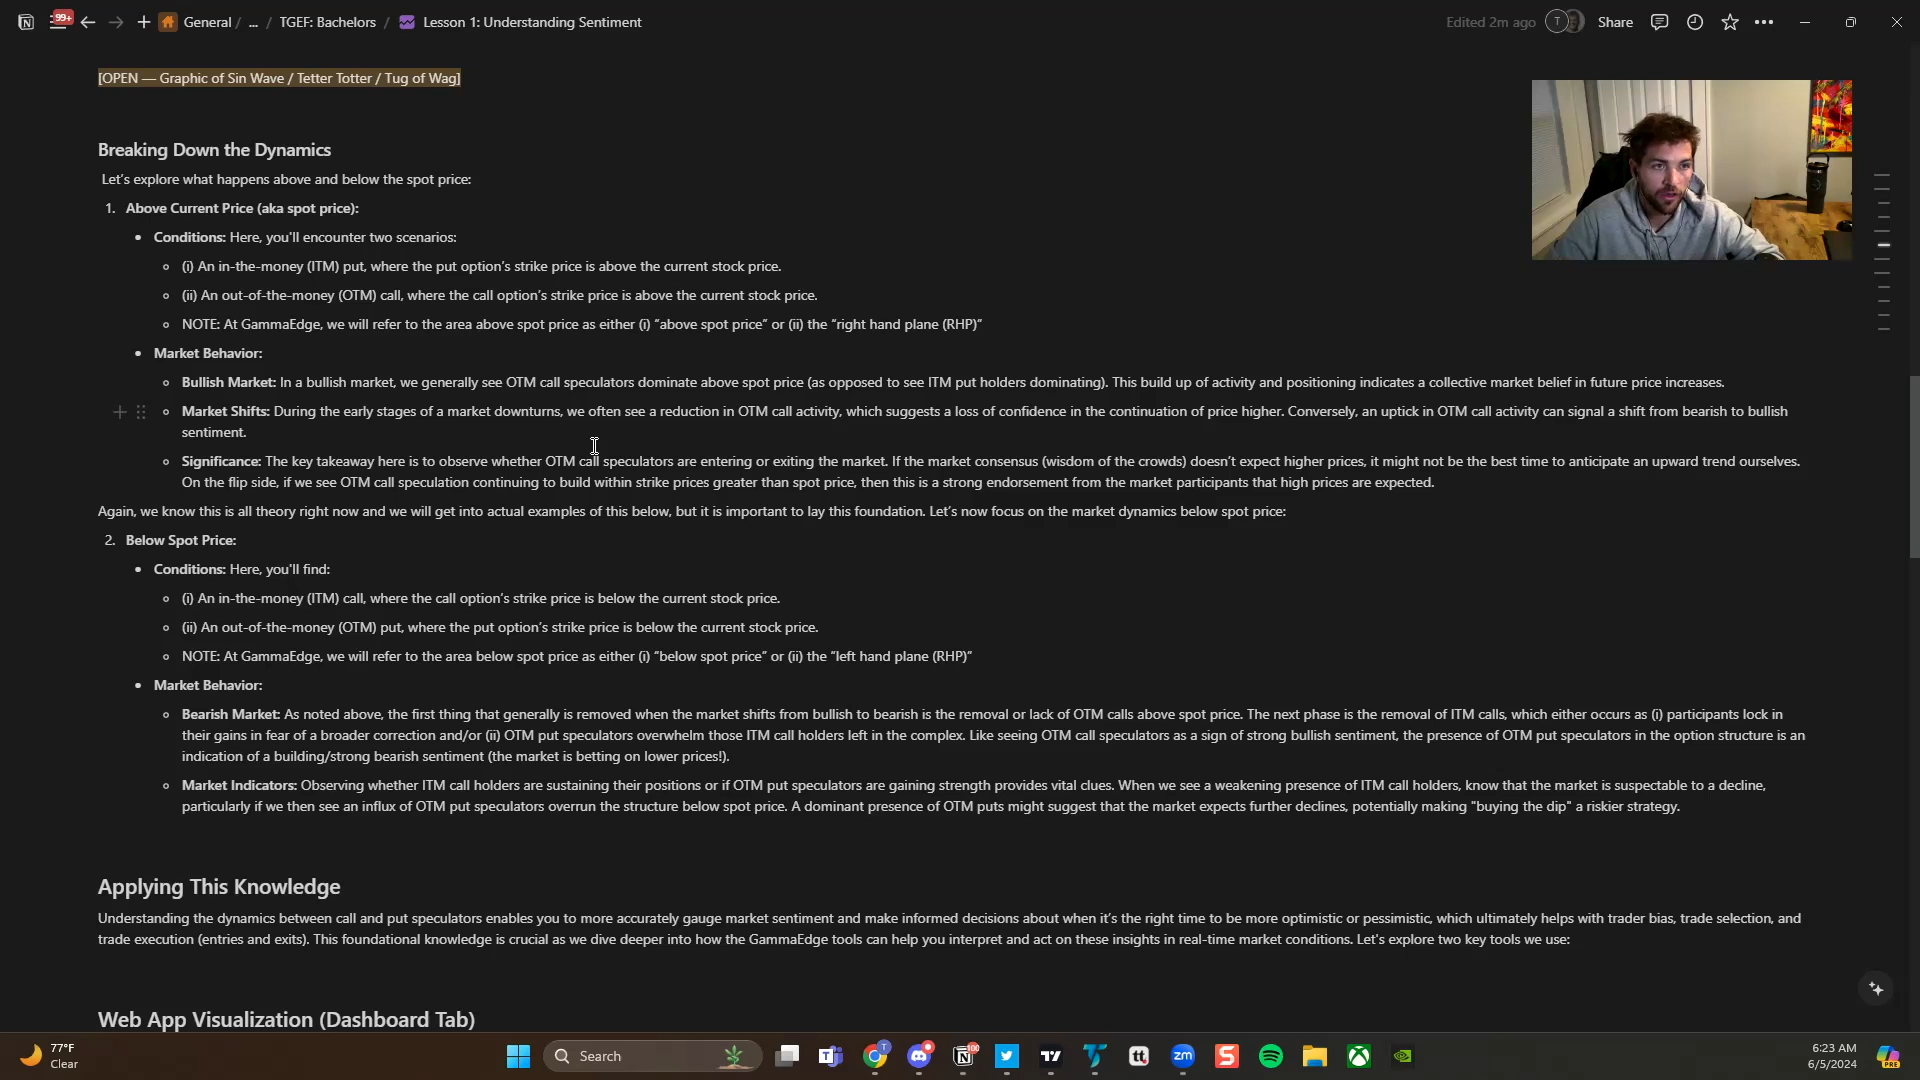 99+
General / ... / TGEF: Bachelors / Lesson 1: Understanding Sentiment
Edited 2m ago T Share
[OPEN — Graphic of Sin Wave / Tetter Totter / Tug of Wag]
Breaking Down the Dynamics
Let's explore what happens above and below the spot price:
1. Above Current Price (aka spot price):
• Conditions: Here, you'll encounter two scenarios:
◦ (i) An in-the-money (ITM) put, where the put option's strike price is above the current stock price.
◦ (ii) An out-of-the-money (OTM) call, where the call option's strike price is above the current stock price.
◦ NOTE: At GammaEdge, we will refer to the area above spot price as either (i) "above spot price" or (ii) the "right hand plane (RHP)"
• Market Behavior:
◦ Bullish Market: In a bullish market, we generally see OTM call speculators dominate above spot price (as opposed to see ITM put holders dominating). This build up of activity and positioning indicates a collective market belief in future price increases.
◦ Market Shifts: During the early stages of a market downturns, we often see a reduction in OTM call activity, which suggests a loss of confidence in the continuation of price higher. Conversely, an uptick in OTM call activity can signal a shift from bearish to bullish
sentiment.
◦ Significance: The key takeaway here is to observe whether OTM call speculators are entering or exiting the market. If the market consensus (wisdom of the crowds) doesn't expect higher prices, it might not be the best time to anticipate an upward trend ourselves.
On the flip side, if we see OTM call speculation continuing to build within strike prices greater than spot price, then this is a strong endorsement from the market participants that high prices are expected.
Again, we know this is all theory right now and we will get into actual examples of this below, but it is important to lay this foundation. Let's now focus on the market dynamics below spot price:
2. Below Spot Price:
• Conditions: Here, you'll find:
◦ (i) An in-the-money (ITM) call, where the call option's strike price is below the current stock price.
◦ (ii) An out-of-the-money (OTM) put, where the put option's strike price is below the current stock price.
◦ NOTE: At GammaEdge, we will refer to the area below spot price as either (i) "below spot price" or (ii) the "left hand plane (RHP)"
• Market Behavior:
◦ Bearish Market: As noted above, the first thing that generally is removed when the market shifts from bullish to bearish is the removal or lack of OTM calls above spot price. The next phase is the removal of ITM calls, which either occurs as (i) participants lock in
their gains in fear of a broader correction and/or (ii) OTM put speculators overwhelm those ITM call holders left in the complex. Like seeing OTM call speculators as a sign of strong bullish sentiment, the presence of OTM put speculators in the option structure is an
indication of a building/strong bearish sentiment (the market is betting on lower prices!).
◦ Market Indicators: Observing whether ITM call holders are sustaining their positions or if OTM put speculators are gaining strength provides vital clues. When we see a weakening presence of ITM call holders, know that the market is suspectable to a decline,
particularly if we then see an influx of OTM put speculators overrun the structure below spot price. A dominant presence of OTM puts might suggest that the market expects further declines, potentially making "buying the dip" a riskier strategy.
Applying This Knowledge
Understanding the dynamics between call and put speculators enables you to more accurately gauge market sentiment and make informed decisions about when it's the right time to be more optimistic or pessimistic, which ultimately helps with trader bias, trade selection, and
trade execution (entries and exits). This foundational knowledge is crucial as we dive deeper into how the GammaEdge tools can help you interpret and act on these insights in real-time market conditions. Let's explore two key tools we use:
Web App Visualization (Dashboard Tab)
77°F
Clear
Search
T
100
tt
zm
S
6:23 AM
6/5/2024
PRE